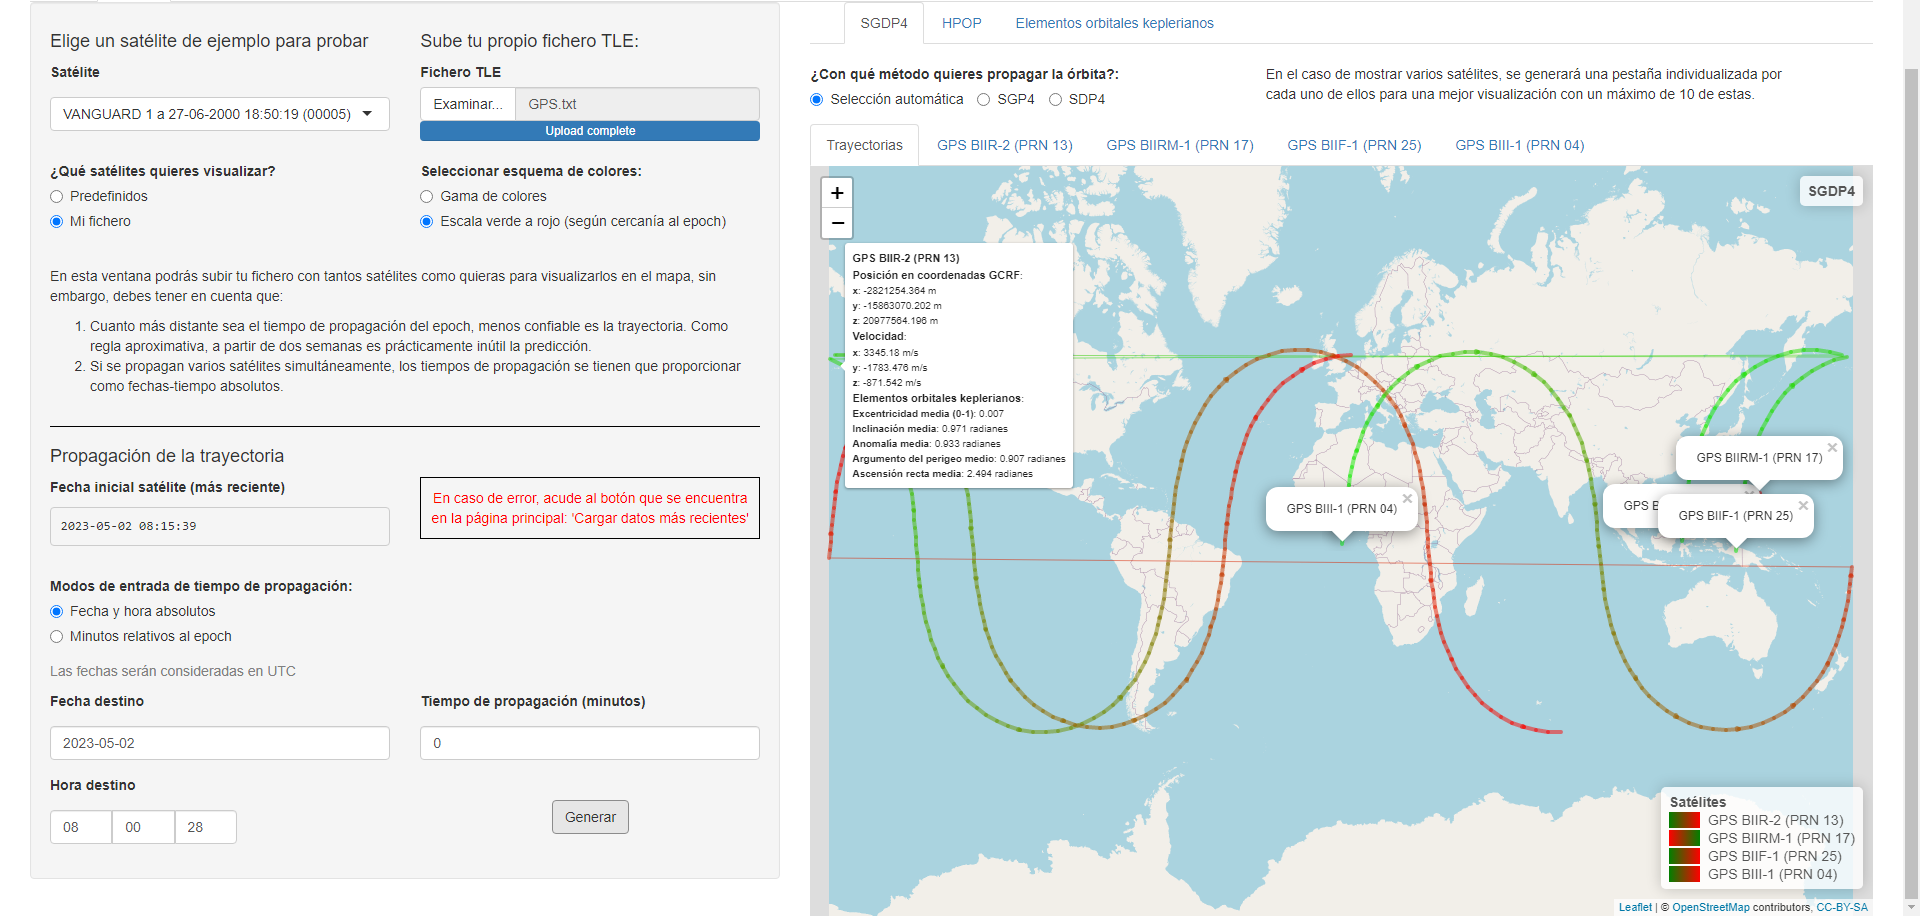 Elige un satélite de ejemplo para probar
Satélite
VANGUARD 1 a 27-06-2000 18:50:19 (00005)
Sube tu propio fichero TLE:
Fichero TLE
Examinar... GPS.txt
Upload complete
¿Qué satélites quieres visualizar?
Predefinidos
Mi fichero
Seleccionar esquema de colores:
Gama de colores
Escala verde a rojo (según cercanía al epoch)
En esta ventana podrás subir tu fichero con tantos satélites como quieras para visualizarlos en el mapa, sin
embargo, debes tener en cuenta que:
1. Cuanto más distante sea el tiempo de propagación del epoch, menos confiable es la trayectoria. Como
regla aproximativa, a partir de dos semanas es prácticamente inútil la predicción.
2. Si se propagan varios satélites simultáneamente, los tiempos de propagación se tienen que proporcionar
como fechas-tiempo absolutos.
Propagación de la trayectoria
Fecha inicial satélite (más reciente)
2023-05-02 08:15:39
En caso de error, acude al botón que se encuentra
en la página principal: 'Cargar datos más recientes'
Modos de entrada de tiempo de propagación:
Fecha y hora absolutos
Minutos relativos al epoch
Las fechas serán consideradas en UTC
Fecha destino
2023-05-02
Tiempo de propagación (minutos)
0
Hora destino
08 00 28
Generar
SGDP4 HPOP Elementos orbitales keplerianos
¿Con qué método quieres propagar la órbita?:
Selección automática SGP4 SDP4
En el caso de mostrar varios satélites, se generará una pestaña individualizada por
cada uno de ellos para una mejor visualización con un máximo de 10 de estas.
Trayectorias GPS BIIR-2 (PRN 13) GPS BIIRM-1 (PRN 17) GPS BIIF-1 (PRN 25) GPS BIII-1 (PRN 04)
+
−
SGDP4
GPS BIIR-2 (PRN 13)
Posición en coordenadas GCRF:
x: -2821254.364 m
y: -15863070.202 m
z: 20977564.196 m
Velocidad:
x: 3345.18 m/s
y: -1783.476 m/s
z: -871.542 m/s
Elementos orbitales keplerianos:
Excentricidad media (0-1): 0.007
Inclinación media: 0.971 radianes
Anomalía media: 0.933 radianes
Argumento del perigeo medio: 0.907 radianes
Ascensión recta media: 2.494 radianes
GPS BIIRM-1 (PRN 17) ×
GPS BIII-1 (PRN 04) ×
GPS B
GPS BIIF-1 (PRN 25) ×
Satélites
GPS BIIR-2 (PRN 13)
GPS BIIRM-1 (PRN 17)
GPS BIIF-1 (PRN 25)
GPS BIII-1 (PRN 04)
Leaflet | © OpenStreetMap contributors, CC-BY-SA